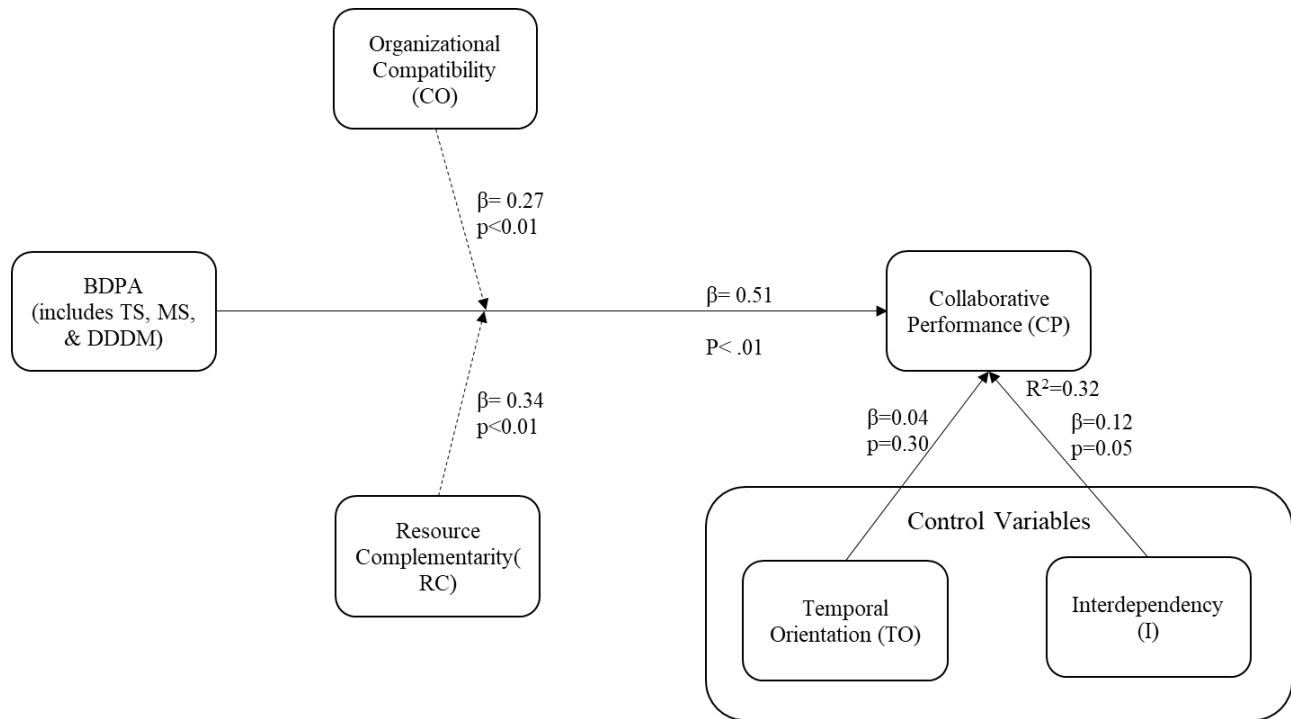 Organizational
Compatibility
(CO)
β= 0.27
p<0.01
BDPA
(includes TS, MS,
& DDDM)
β= 0.51
P< .01
Collaborative
Performance (CP)
β= 0.34
p<0.01
R²=0.32
β=0.04
p=0.30
β=0.12
p=0.05
Resource
Complementarity(
RC)
Control Variables
Temporal
Orientation (TO)
Interdependency
(I)